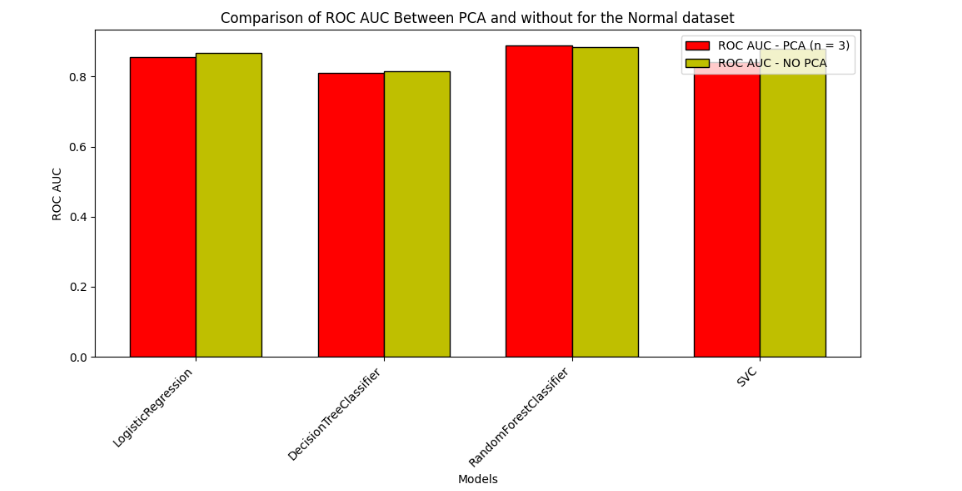 Comparison of ROC AUC Between PCA and without for the Normal dataset
ROC AUC - PCA (n = 3)
ROC AUC - NO PCA
0.8
0.6
0.4
0.2
0.0
ROC AUC
LogisticRegression
DecisionTreeClassifier
RandomForestClassifier
SVC
Models